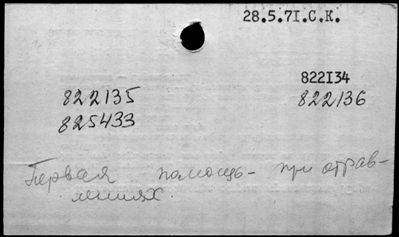 28.5.71.С.К.
822134
822135 822136
825433
Первая помощь при отрав-
лениях.